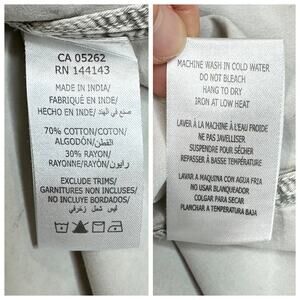 CA 05262
RN 144143
MADE IN INDIA/
FABRIQUÉ EN INDE/
HECHO EN INDE/ صنع في الهند
70% COTTON/COTON/
ALGODÓN/ القطن/
30% RAYON/
RAYONNE/RAYÓN/ رايون
EXCLUDE TRIMS/
GARNITURES NON INCLUSES/
NO INCLUYE BORDADOS/
ليس شمل زخرفي
MACHINE WASH IN COLD WATER
DO NOT BLEACH
HANG TO DRY
IRON AT LOW HEAT
LAVER À LA MACHINE À L'EAU FROIDE
NE PAS JAVELLISER
SUSPENDRE POUR SÉCHER
REPASSER À BASSE TEMPÉRATURE
LAVAR A MAQUINA CON AGUA FRIA
NO USAR BLANQUEADOR
COLGAR PARA SECAR
PLANCHAR A TEMPERATURA BAJA